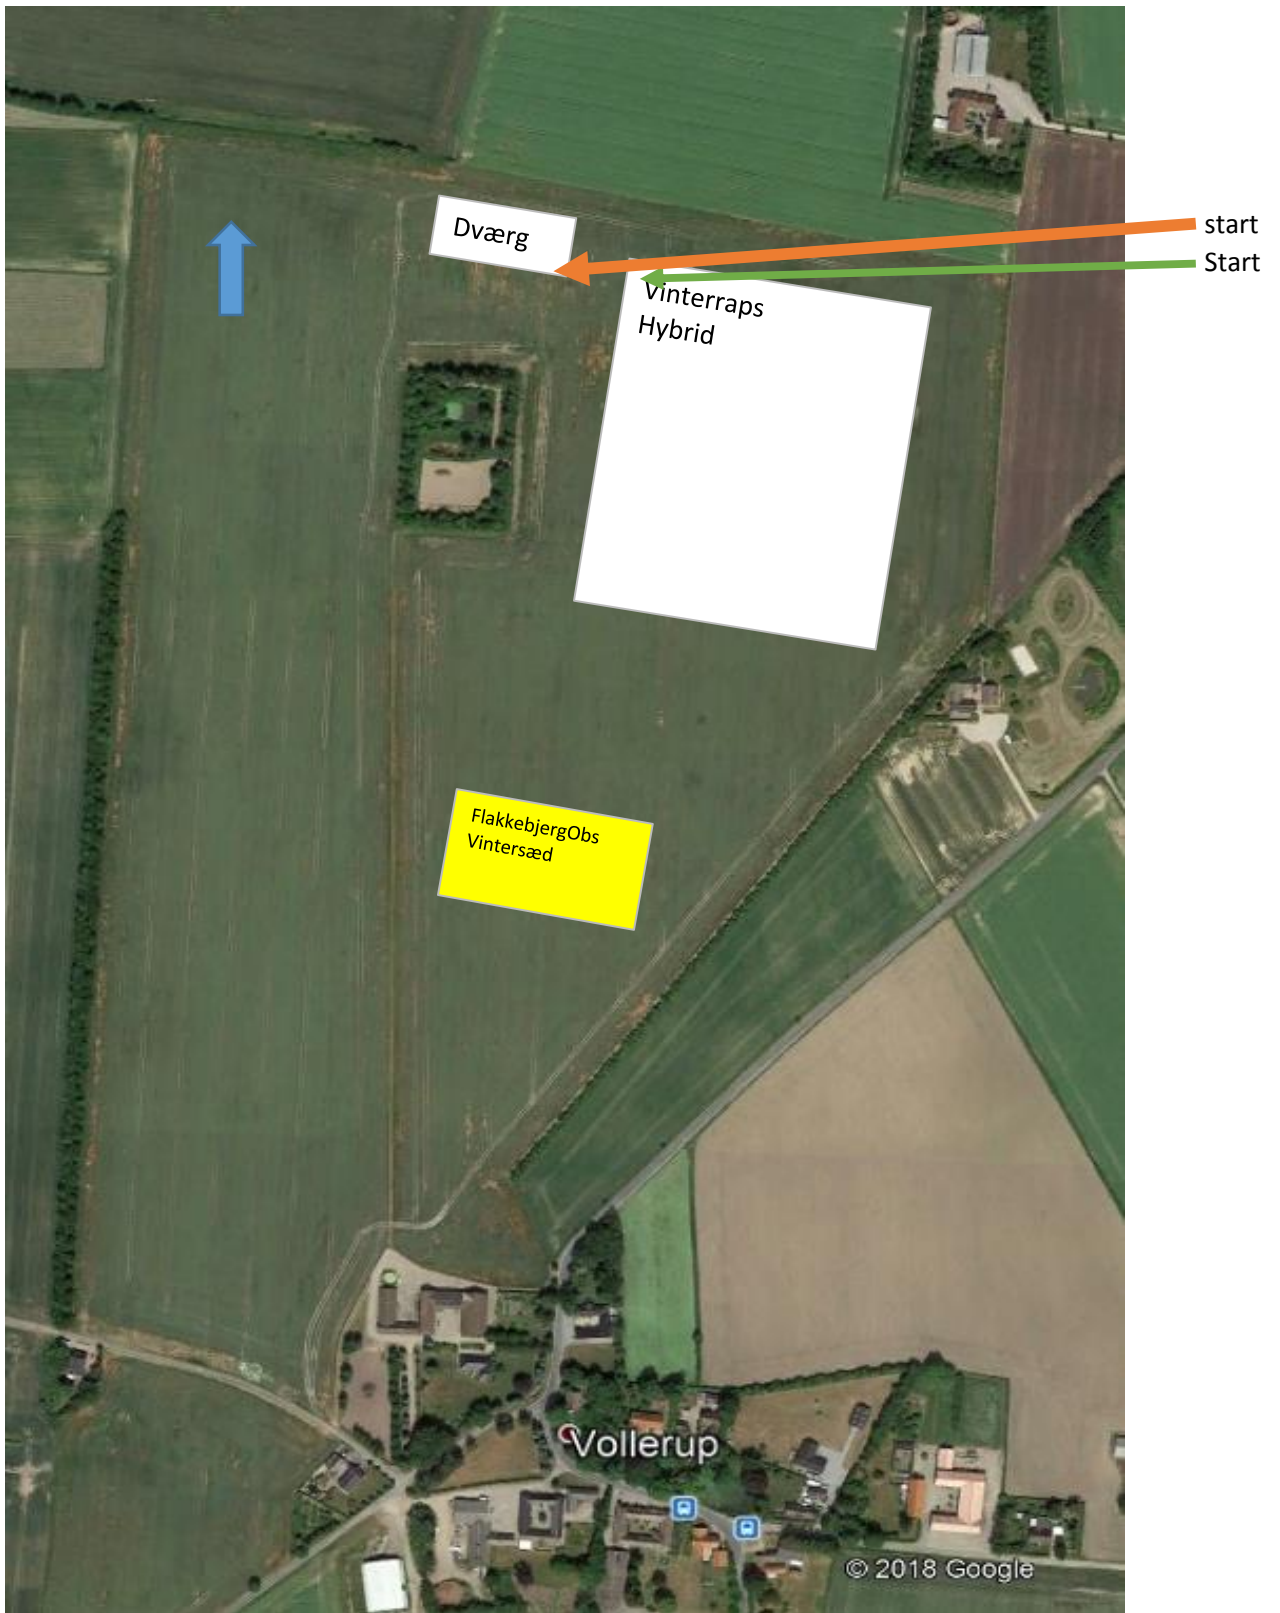 Dværg
start
Start
Vinterraps
Hybrid
FlakkebjergObs
Vintersæd
Vollerup
© 2018 Google